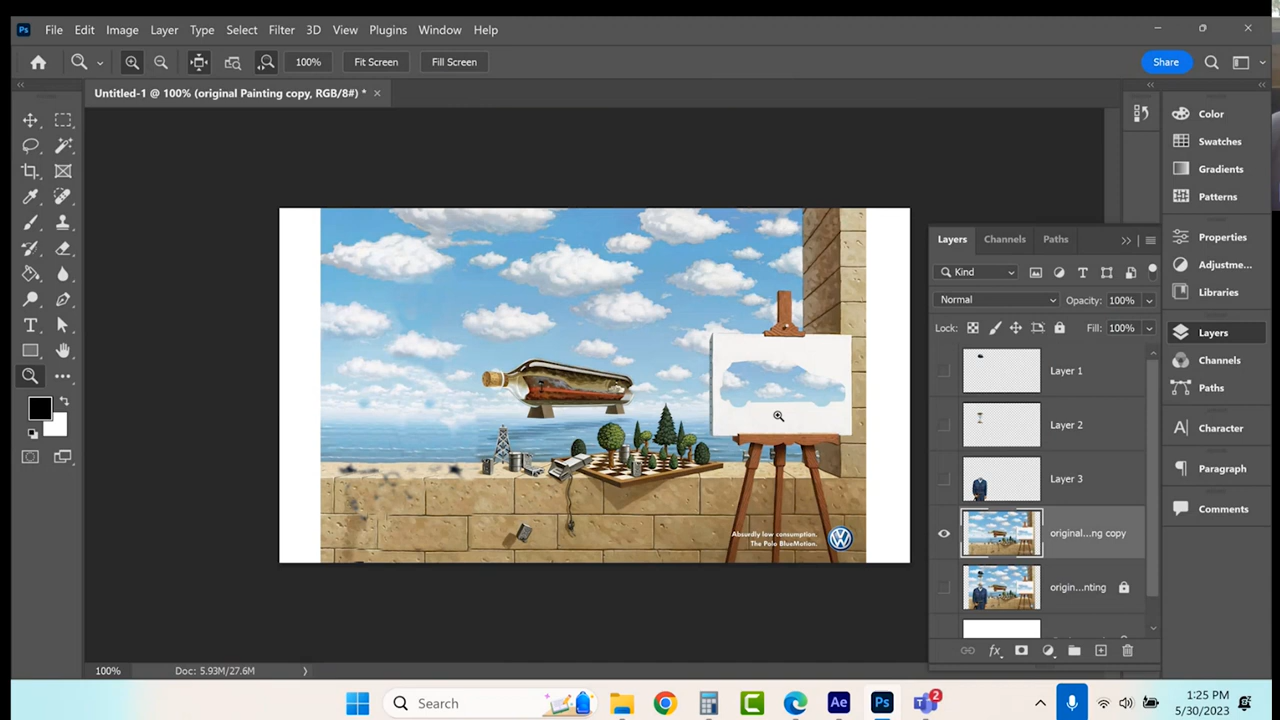 Ps File Edit Image Layer Type Select Filter 3D View Plugins Window Help
100% Fit Screen Fill Screen Share
Untitled-1 @ 100% (original Painting copy, RGB/8#) *
Color
Swatches
Gradients
Patterns
Properties
Adjustme...
Libraries
Layers
Channels
Paths
Character
Paragraph
Comments
Layers Channels Paths
Kind
Normal Opacity: 100%
Lock: Fill: 100%
Layer 1
Layer 2
Layer 3
original...ng copy
origin...nting
Absurdly low consumption.
The Polo BlueMotion.
100% Doc: 5.93M/27.6M
Search Ae Ps 2
1:25 PM
5/30/2023